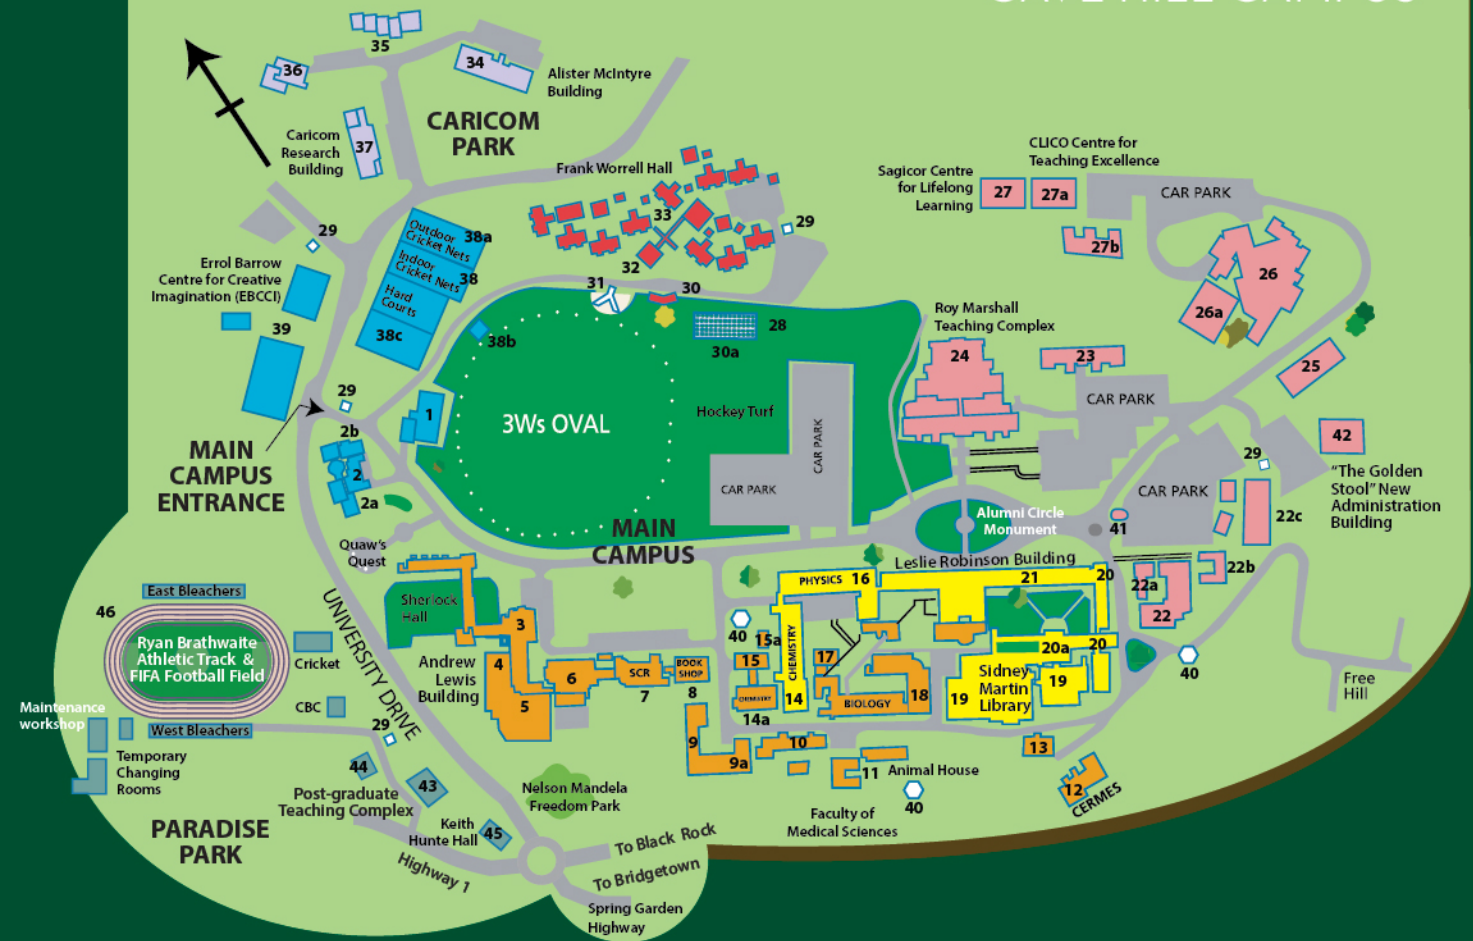 35
34
36
Alister McIntyre
Building
CARICOM
PARK
Caricom
Research
Building
37
Frank Worrell Hall
CLICO Centre for
Teaching Excellence
Sagicor Centre
for Lifelong
Learning
27
27a
CAR PARK
27b
26
26a
33
29
32
29
Outdoor
Cricket Nets
38a
Indoor
Cricket Nets
38
Hard
Courts
38c
38b
Errol Barrow
Centre for Creative
Imagination (EBCCI)
39
31
30
28
30a
Roy Marshall
Teaching Complex
24
23
25
CAR PARK
42
"The Golden
Stool" New
Administration
Building
29
1
3Ws OVAL
Hockey Turf
CAR PARK
CAR PARK
MAIN
CAMPUS
ENTRANCE
2b
2
2a
29
CAR PARK
22c
Alumni Circle
Monument
41
MAIN
CAMPUS
Quaw's
Quest
Leslie Robinson Building
PHYSICS
16
21
20
22a
22b
22
East Bleachers
46
Ryan Brathwaite
Athletic Track &
FIFA Football Field
Cricket
CBC
West Bleachers
Maintenance
workshop
Temporary
Changing
Rooms
UNIVERSITY DRIVE
29
Sherlock
Hall
3
Andrew
Lewis
Building
4
5
6
SCR
7
BOOK
SHOP
8
40
15a
15
CHEMISTRY
14
14a
17
BIOLOGY
18
20
20a
Sidney
Martin
Library
19
19
40
Free
Hill
9
9a
10
11
Animal House
40
13
12
CERMES
Faculty of
Medical Sciences
Nelson Mandela
Freedom Park
44
43
Post-graduate
Teaching Complex
Keith
Hunte Hall
45
PARADISE
PARK
Highway 1
To Black Rock
To Bridgetown
Spring Garden
Highway